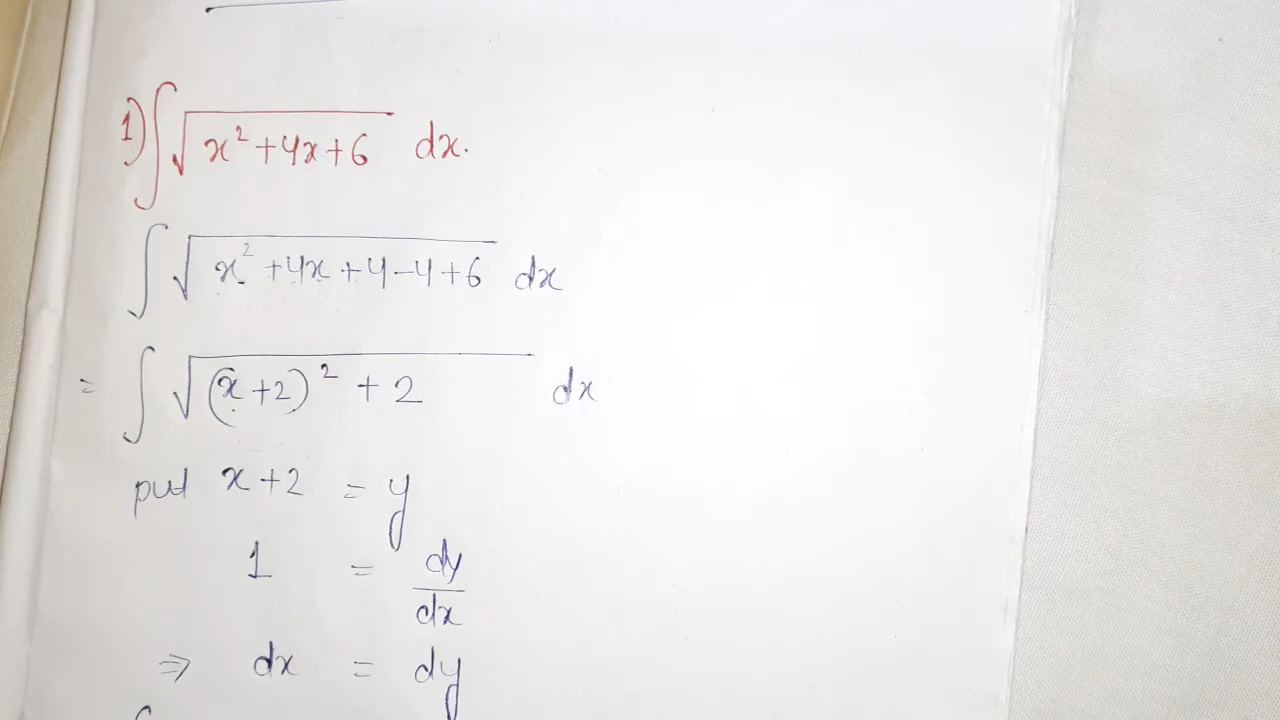 1) ∫ √(x² + 4x + 6) dx.
∫ √(x² + 4x + 4 - 4 + 6) dx
= ∫ √((x + 2)² + 2) dx
put x + 2 = y
1 = dy/dx
⇒ dx = dy